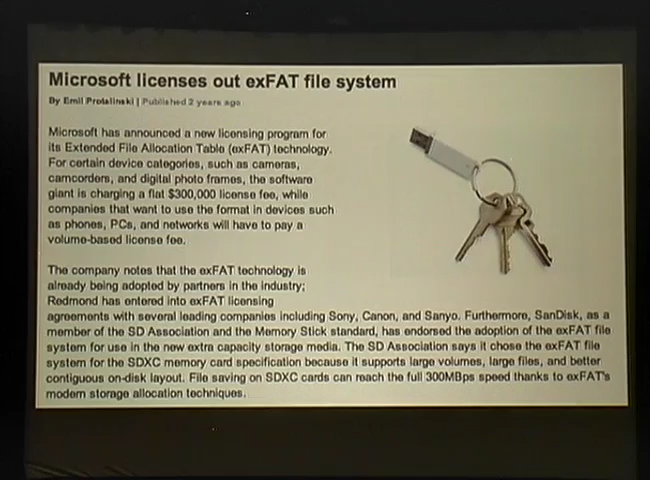 Microsoft licenses out exFAT file system
By Emil Protalinski | Published 2 years ago
Microsoft has announced a new licensing program for
its Extended File Allocation Table (exFAT) technology.
For certain device categories, such as cameras,
camcorders, and digital photo frames, the software
giant is charging a flat $300,000 license fee, while
companies that want to use the format in devices such
as phones, PCs, and networks will have to pay a
volume-based license fee.
The company notes that the exFAT technology is
already being adopted by partners in the industry;
Redmond has entered into exFAT licensing
agreements with several leading companies including Sony, Canon, and Sanyo. Furthermore, SanDisk, as a
member of the SD Association and the Memory Stick standard, has endorsed the adoption of the exFAT file
system for use in the new extra capacity storage media. The SD Association says it chose the exFAT file
system for the SDXC memory card specification because it supports large volumes, large files, and better
contiguous on-disk layout. File saving on SDXC cards can reach the full 300MBps speed thanks to exFAT's
modern storage allocation techniques.